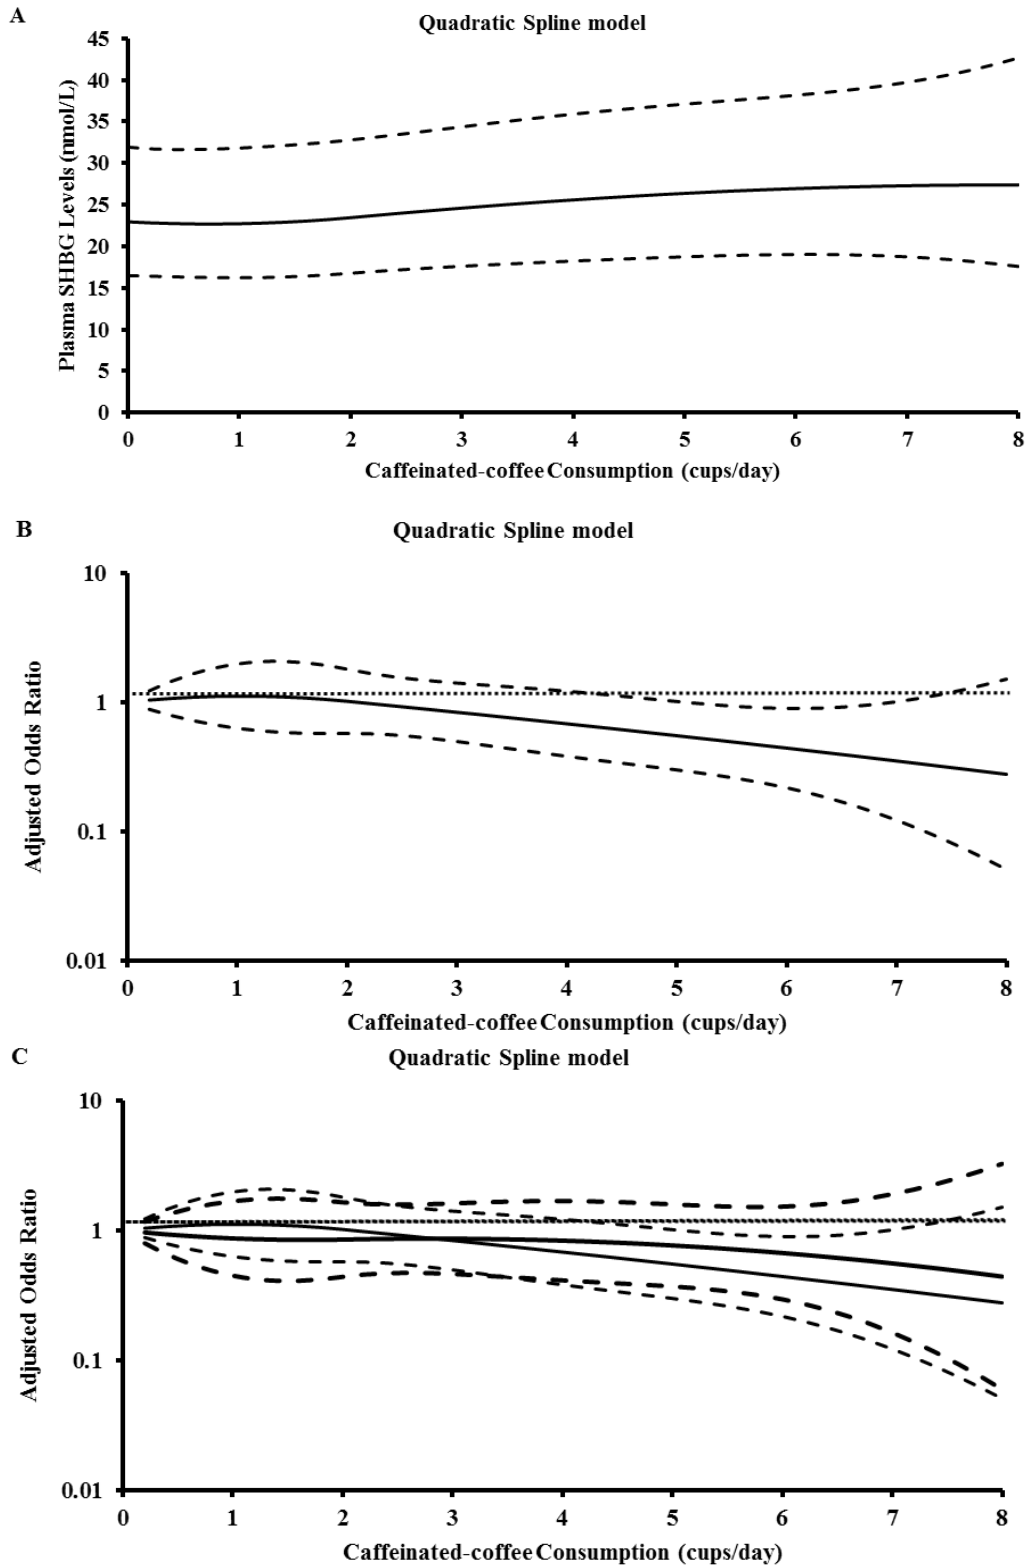 A
Quadratic Spline model
Plasma SHBG Levels (nmol/L)
45
40
35
30
25
20
15
10
5
0
0 1 2 3 4 5 6 7 8
Caffeinated-coffee Consumption (cups/day)
B
Quadratic Spline model
Adjusted Odds Ratio
10
1
0.1
0.01
0 1 2 3 4 5 6 7 8
Caffeinated-coffee Consumption (cups/day)
C
Quadratic Spline model
Adjusted Odds Ratio
10
1
0.1
0.01
0 1 2 3 4 5 6 7 8
Caffeinated-coffee Consumption (cups/day)